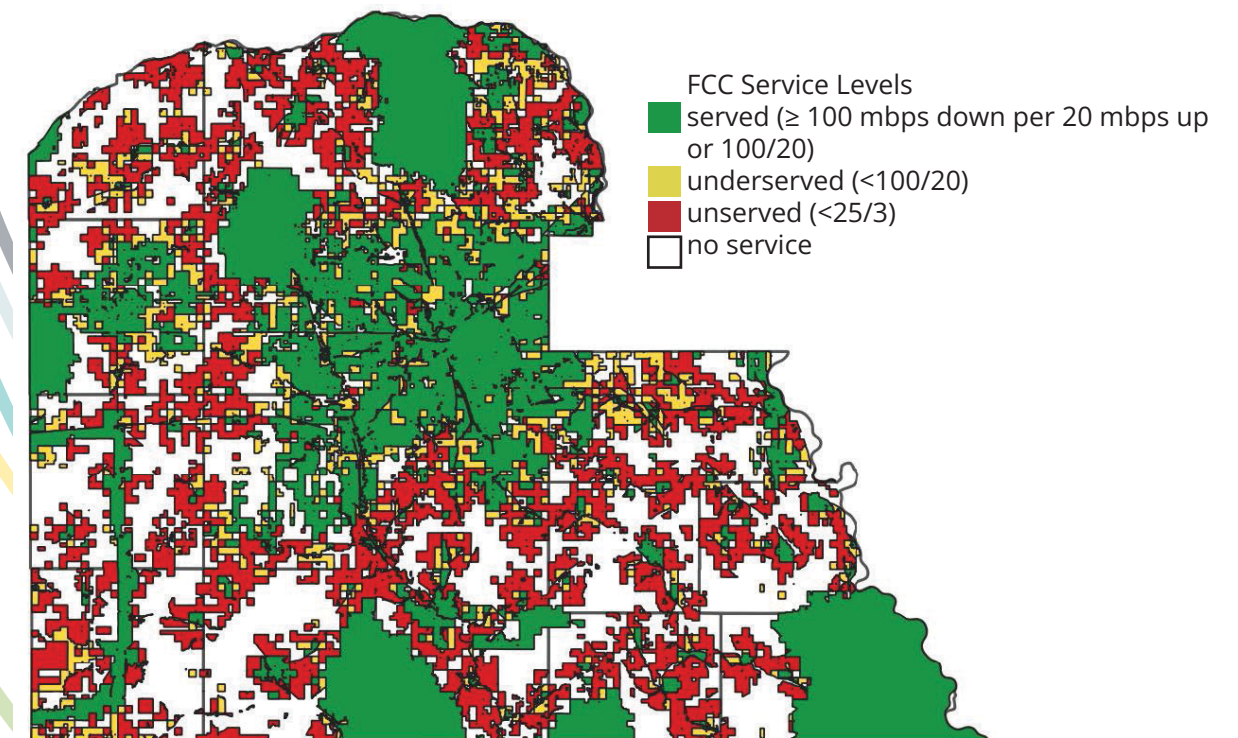 FCC Service Levels
served (≥ 100 mbps down per 20 mbps up
or 100/20)
underserved (<100/20)
unserved (<25/3)
no service